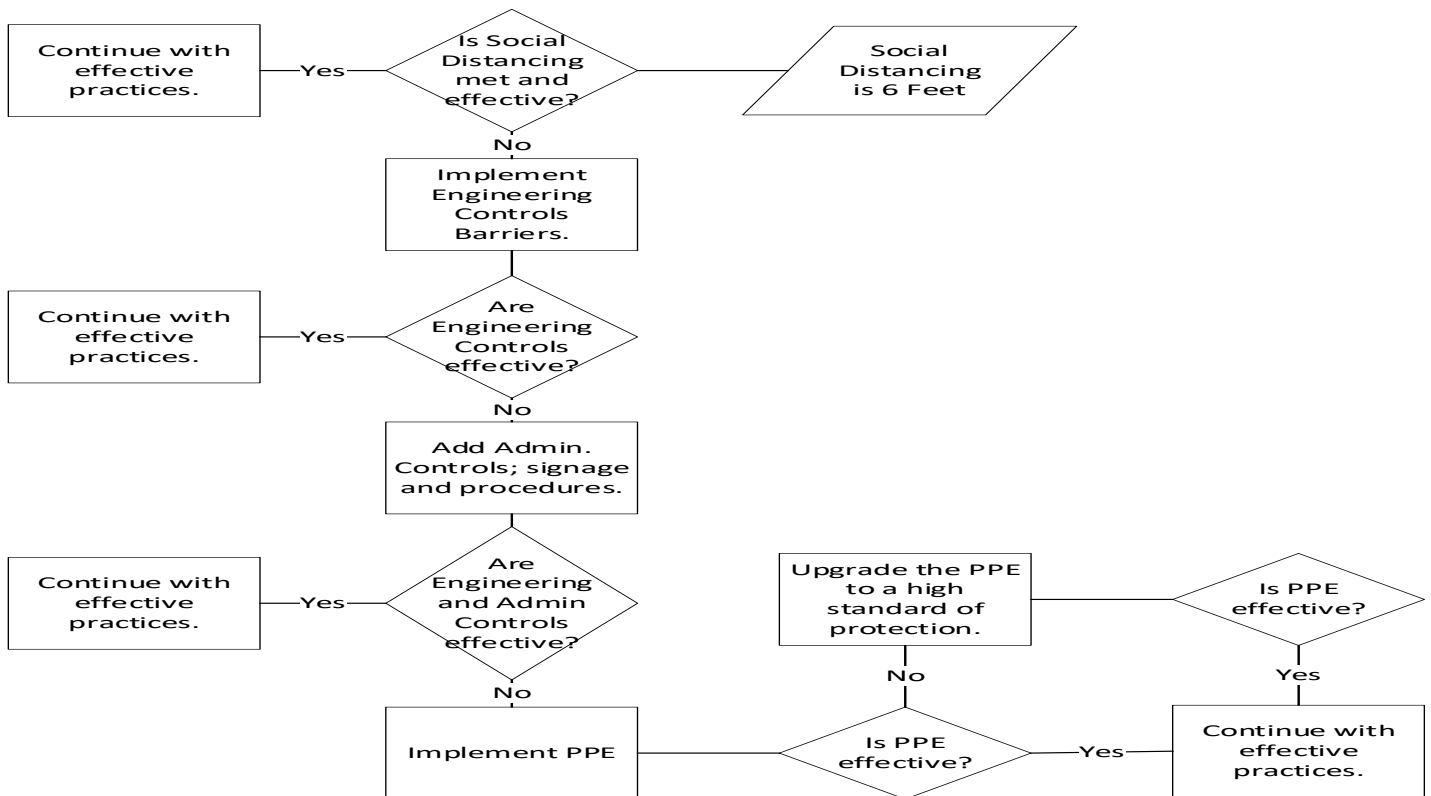 Continue with
effective
practices.
Yes
Is Social
Distancing
met and
effective?
Social
Distancing
is 6 Feet
No
Implement
Engineering
Controls
Barriers.
Continue with
effective
practices.
Yes
Are
Engineering
Controls
effective?
No
Add Admin.
Controls; signage
and procedures.
Continue with
effective
practices.
Yes
Are
Engineering
and Admin
Controls
effective?
No
Implement PPE
Is PPE
effective?
No
Upgrade the PPE
to a high
standard of
protection.
Is PPE
effective?
Yes
Yes
Continue with
effective
practices.